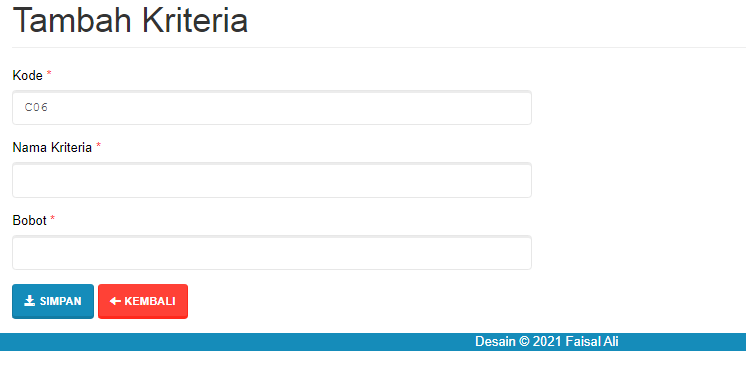 Tambah Kriteria
Kode *
C06
Nama Kriteria *
Bobot *
SIMPAN KEMBALI
Desain © 2021 Faisal Ali